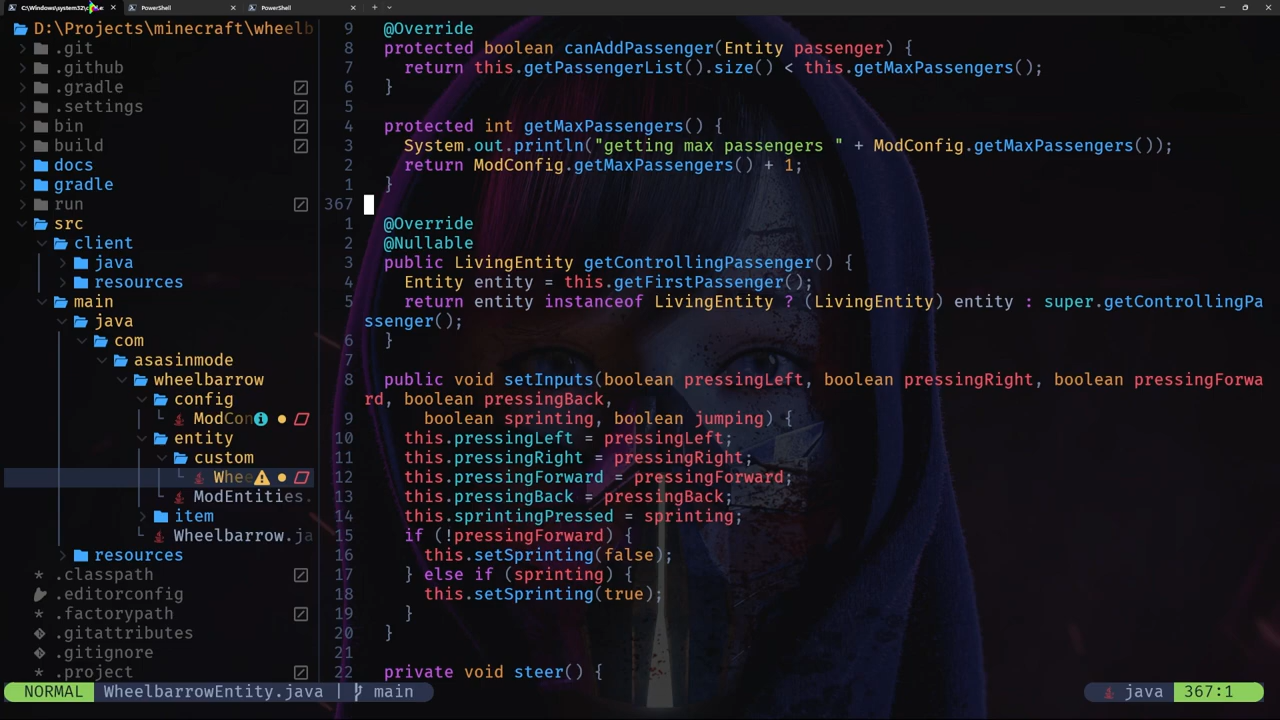 PowerShell
PowerShell
D:\Projects\minecraft\wheelb
.git
.github
.gradle
.settings
bin
build
docs
gradle
run
src
client
java
resources
main
java
com
asasinmode
wheelbarrow
config
ModCon
entity
custom
Whee
ModEntities.
item
Wheelbarrow.ja
resources
.classpath
.editorconfig
.factorypath
.gitattributes
.gitignore
.project
9 @Override
8 protected boolean canAddPassenger(Entity passenger) {
7 return this.getPassengerList().size() < this.getMaxPassengers();
6 }
5
4 protected int getMaxPassengers() {
3 System.out.println("getting max passengers " + ModConfig.getMaxPassengers());
2 return ModConfig.getMaxPassengers() + 1;
1 }
367
1 @Override
2 @Nullable
3 public LivingEntity getControllingPassenger() {
4 Entity entity = this.getFirstPassenger();
5 return entity instanceof LivingEntity ? (LivingEntity) entity : super.getControllingPa
ssenger();
6 }
7
8 public void setInputs(boolean pressingLeft, boolean pressingRight, boolean pressingForwa
rd, boolean pressingBack,
9 boolean sprinting, boolean jumping) {
10 this.pressingLeft = pressingLeft;
11 this.pressingRight = pressingRight;
12 this.pressingForward = pressingForward;
13 this.pressingBack = pressingBack;
14 this.sprintingPressed = sprinting;
15 if (!pressingForward) {
16 this.setSprinting(false);
17 } else if (sprinting) {
18 this.setSprinting(true);
19 }
20 }
21
22 private void steer() {
NORMAL WheelbarrowEntity.java | main java 367:1